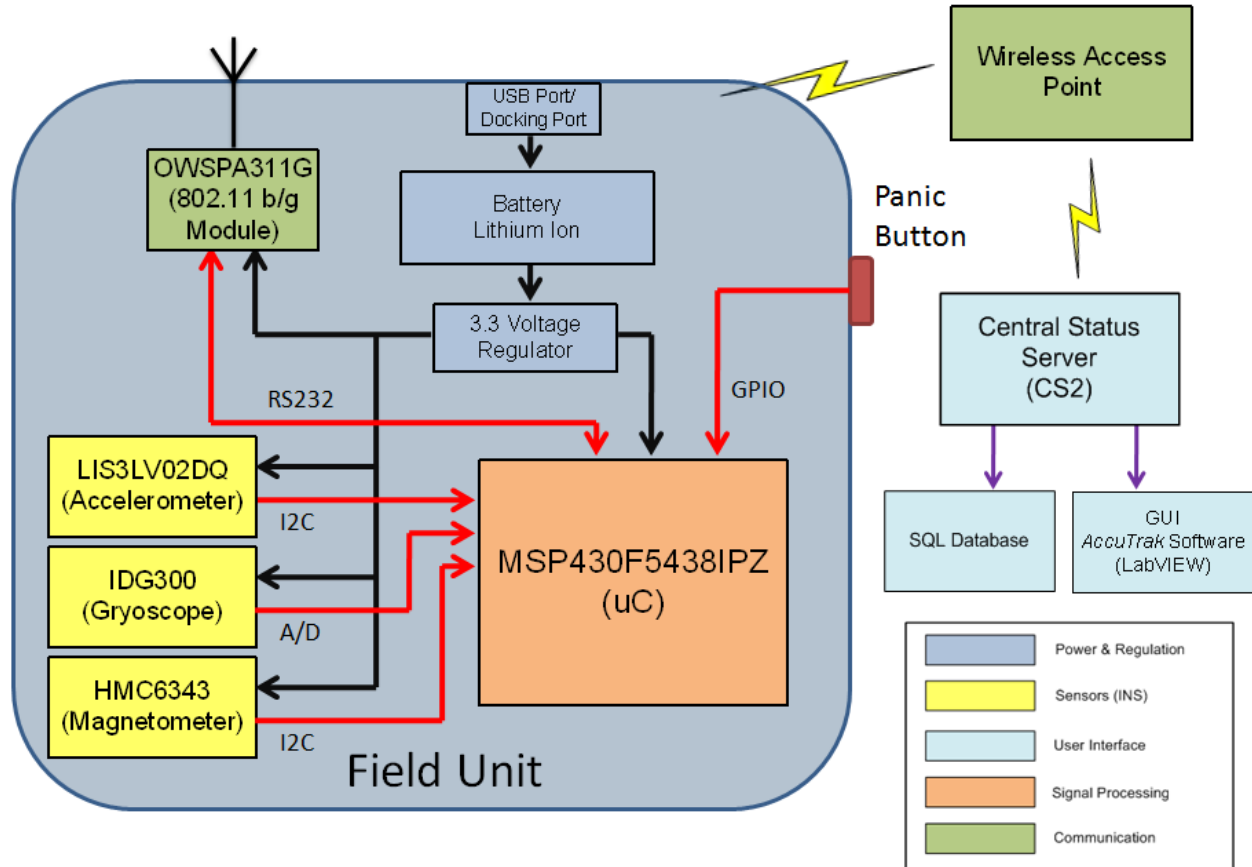 Wireless Access
Point
USB Port/
Docking Port
OWSPA311G
(802.11 b/g
Module)
Battery
Lithium Ion
Panic
Button
3.3 Voltage
Regulator
Central Status
Server
(CS2)
RS232
GPIO
LIS3LV02DQ
(Accelerometer)
I2C
MSP430F5438IPZ
(uC)
SQL Database
GUI
AccuTrak Software
(LabVIEW)
IDG300
(Gryoscope)
A/D
HMC6343
(Magnetometer)
I2C
Field Unit
Power & Regulation
Sensors (INS)
User Interface
Signal Processing
Communication